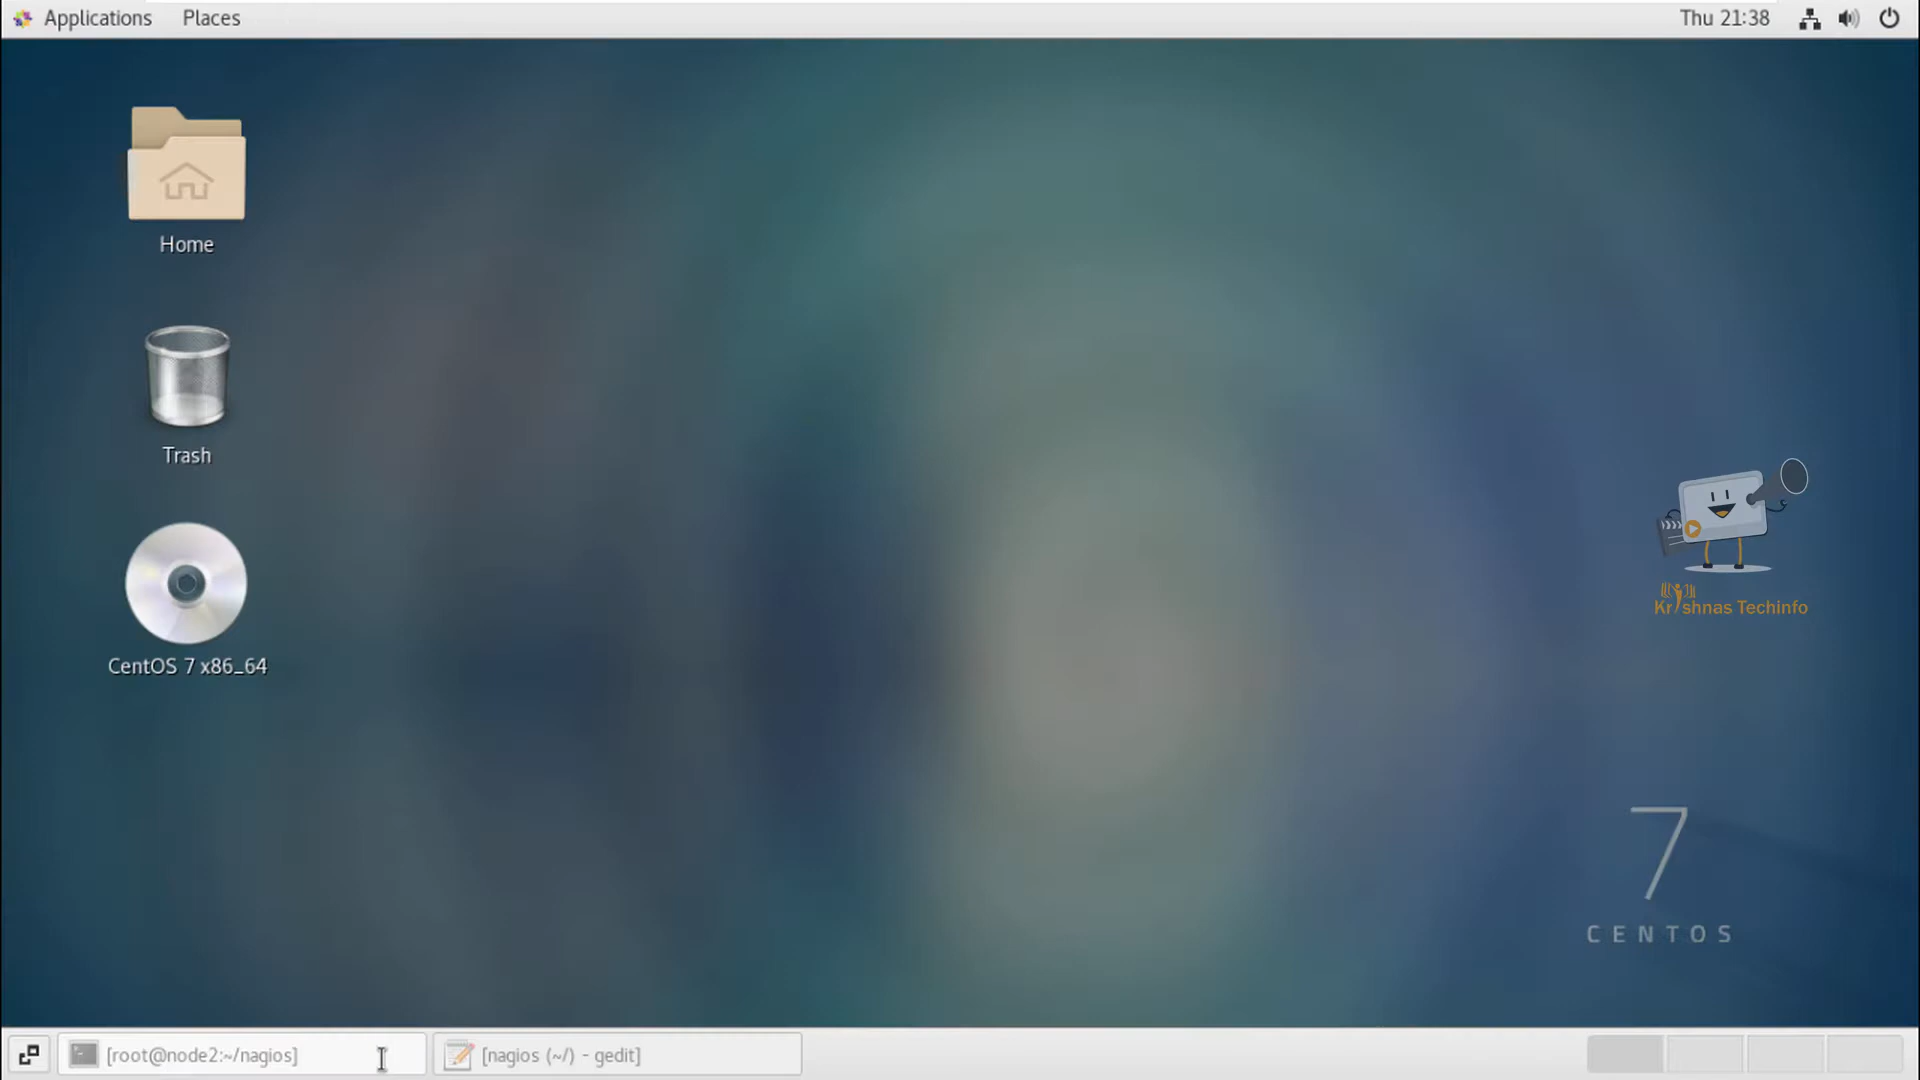 Applications Places Thu 21:38
Home
Trash
CentOS 7 x86_64
Krishnas Techinfo
7
CENTOS
[root@node2:~/nagios] [nagios (~/) - gedit]